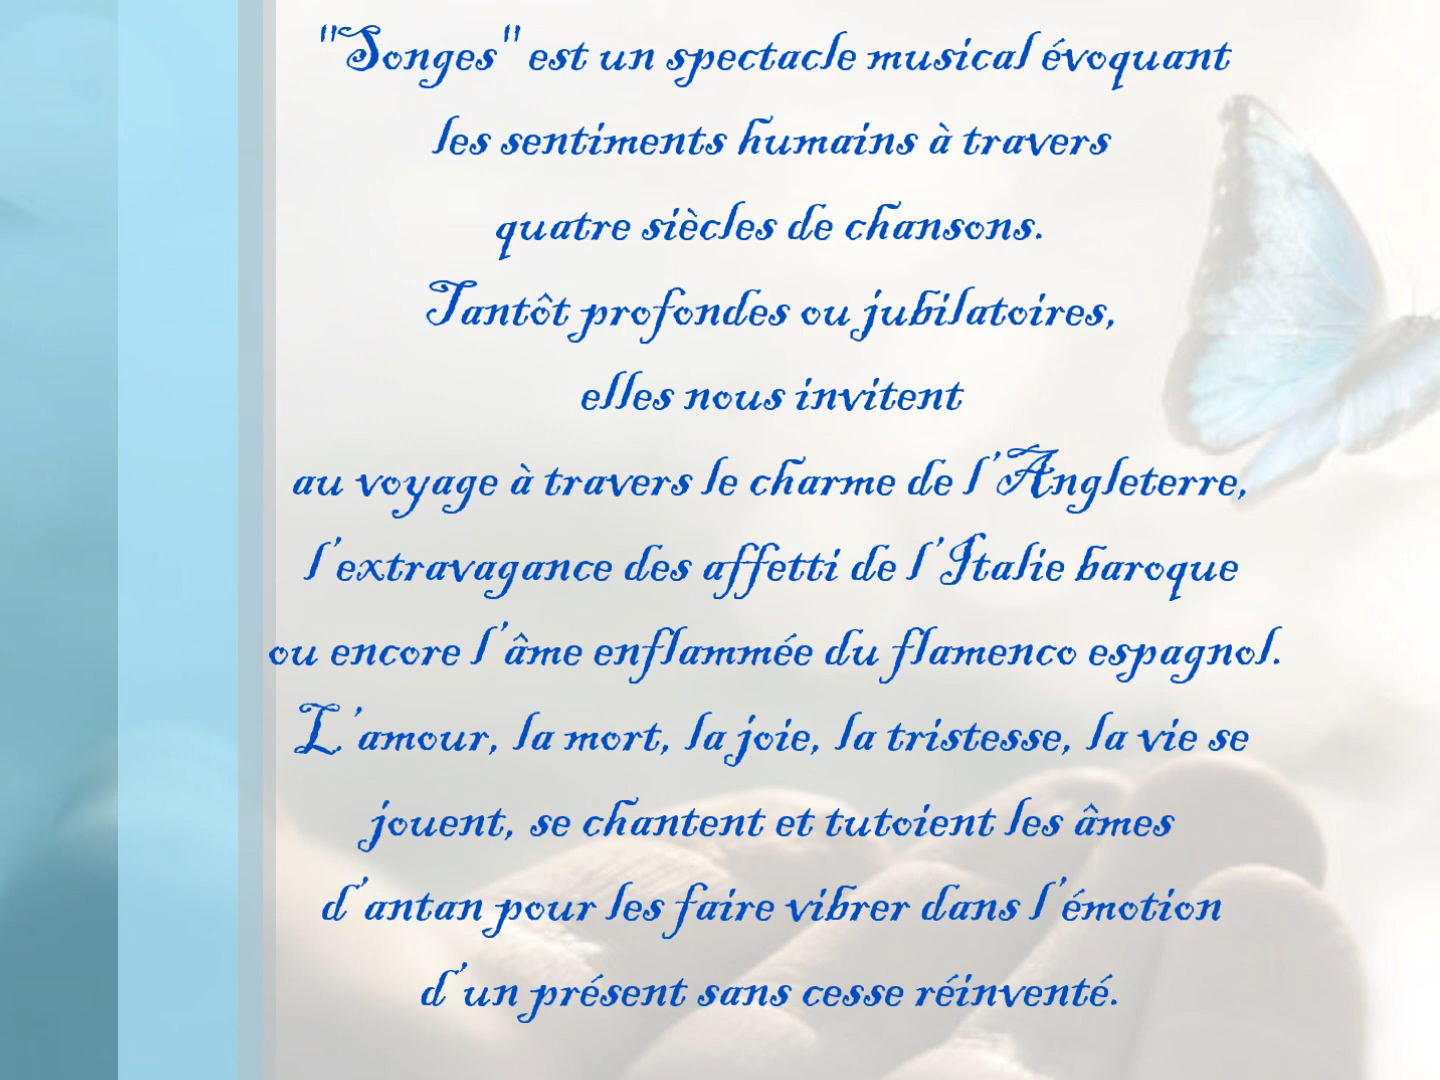 "Songes" est un spectacle musical évoquant
les sentiments humains à travers
quatre siècles de chansons.
Tantôt profondes ou jubilatoires,
elles nous invitent
au voyage à travers le charme de l'Angleterre,
l'extravagance des affetti de l'Italie baroque
ou encore l'âme enflammée du flamenco espagnol.
L'amour, la mort, la joie, la tristesse, la vie se
jouent, se chantent et tutoient les âmes
d'antan pour les faire vibrer dans l'émotion
d'un présent sans cesse réinventé.